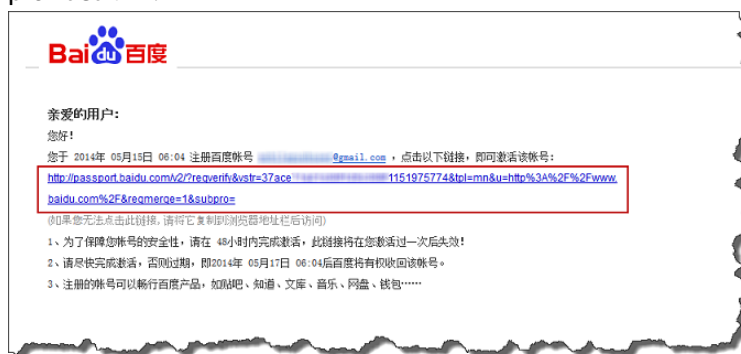 Baidu百度
亲爱的用户：
您好！
您于 2014年 05月15日 06:04 注册百度帐号 @gmail.com ，点击以下链接，即可激活该帐号：
http://passport.baidu.com/v2/?regverify&vstr=37ace 1151975774&tpl=mn&u=http%3A%2F%2Fwww.
baidu.com%2F&regmerge=1&subpro=
(如果您无法点击此链接，请将它复制到浏览器地址栏后访问)
1、为了保障您帐号的安全性，请在 48小时内完成激活，此链接将在您激活过一次后失效！
2、请尽快完成激活，否则过期，即2014年 05月17日 06:04后百度将有权收回该帐号。
3、注册的帐号可以畅行百度产品，如贴吧、知道、文库、音乐、网盘、钱包······